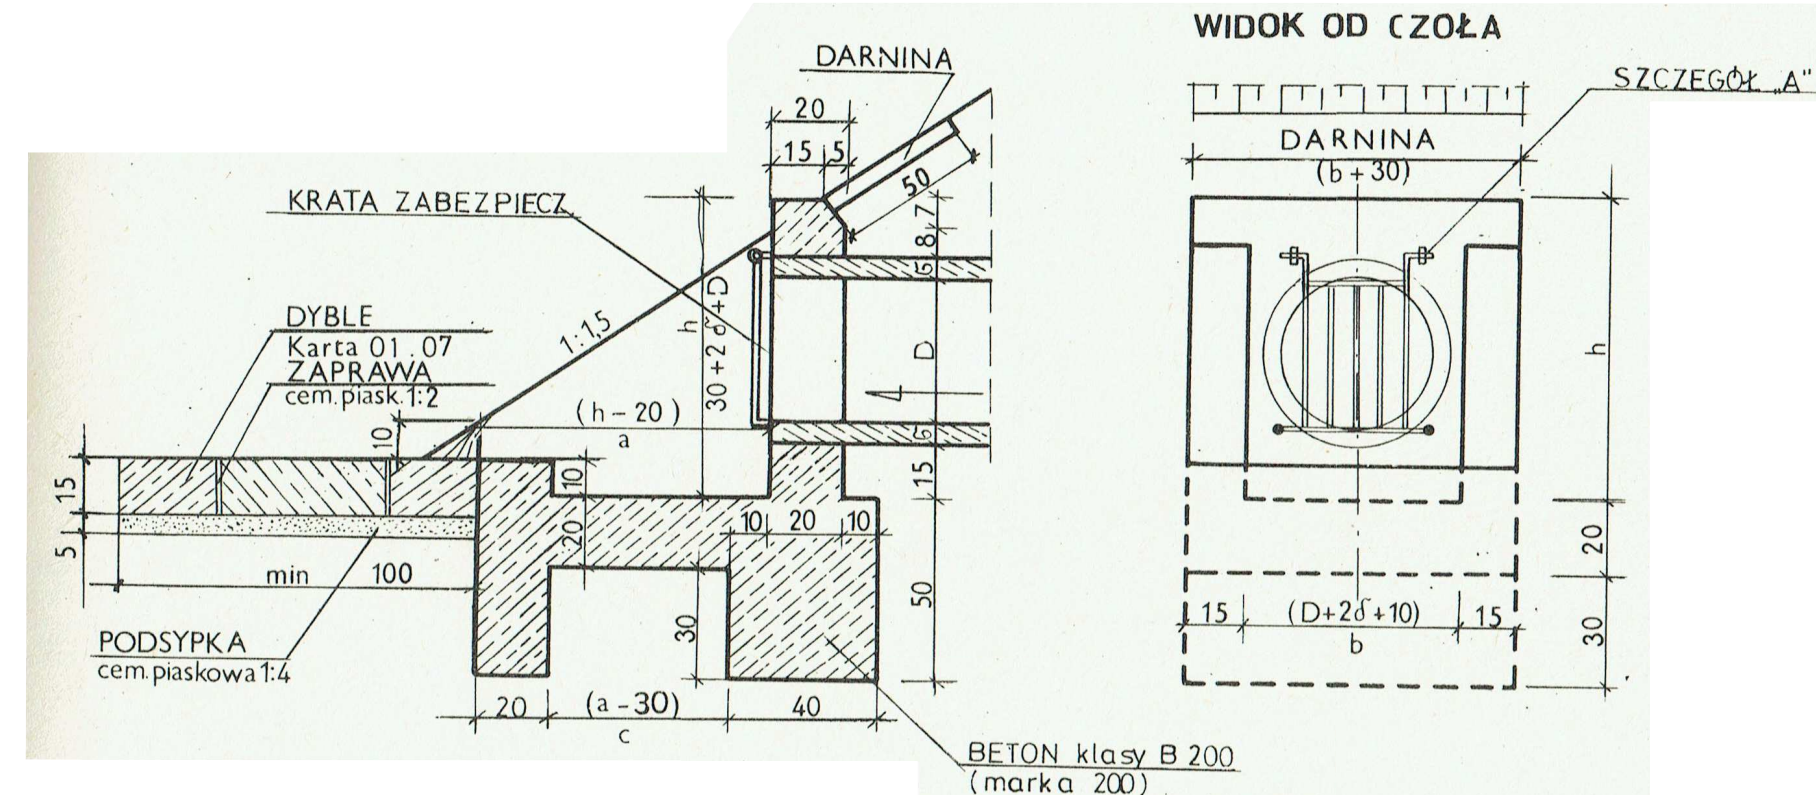 WIDOK OD CZOŁA
DARNINA
SZCZEGÓŁ „A"
20
15 5
50
DARNINA
(b + 30)
KRATA ZABEZPIECZ
7
8
5
h
30 + 2 δ + D
D
h
DYBLE
Karta 01.07
ZAPRAWA
cem. piask. 1:2
1:1,5
(h - 20)
a
10
15
5
10
20
15
10 20 10
min 100
50
30
20
30
15 (D+2δ+10) 15
b
PODSYPKA
cem. piaskowa 1:4
20 (a - 30) 40
c
BETON klasy B 200
(marka 200)